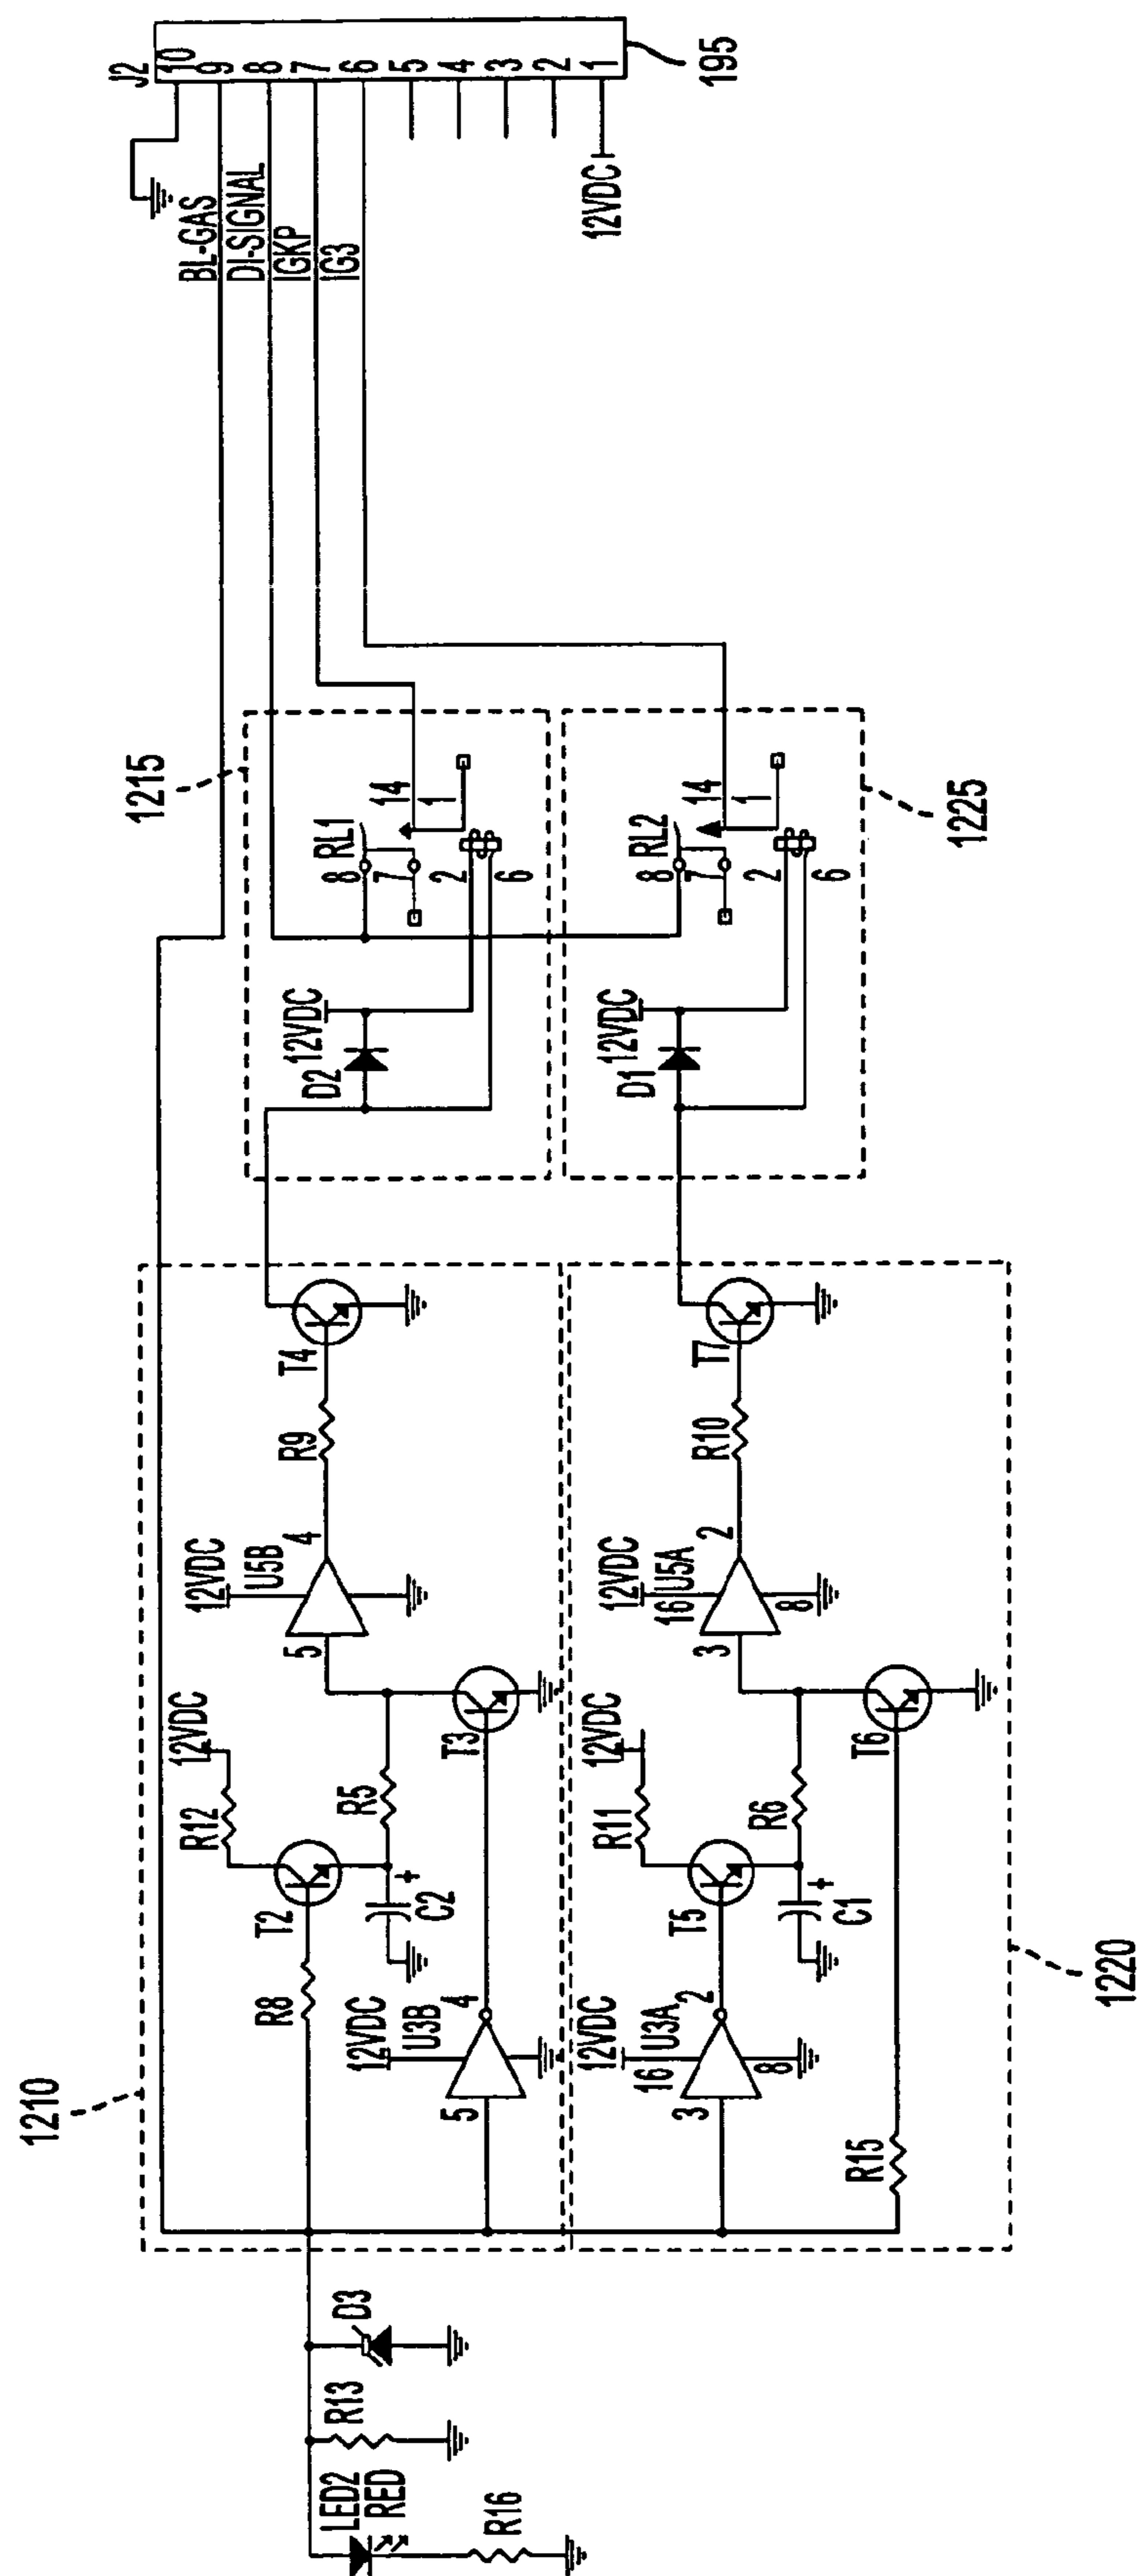 J2
10
9
8
7
6
5
4
3
2
1
195
BL-GAS
DI-SIGNAL
IGKP
IG3
12VDC
1215
RL1
8
7
14
1
2
6
12VDC
D2
1225
RL2
8
7
14
1
2
6
12VDC
D1
1210
T4
R9
12VDC
U5B
4
5
12VDC
R12
R5
T3
T2
C2
+
R8
12VDC
U3B
4
5
T7
R10
12VDC
16
U5A
2
3
8
12VDC
R11
R6
T6
T5
C1
+
12VDC
16
U3A
2
3
8
R15
1220
D3
R13
LED2
RED
R16